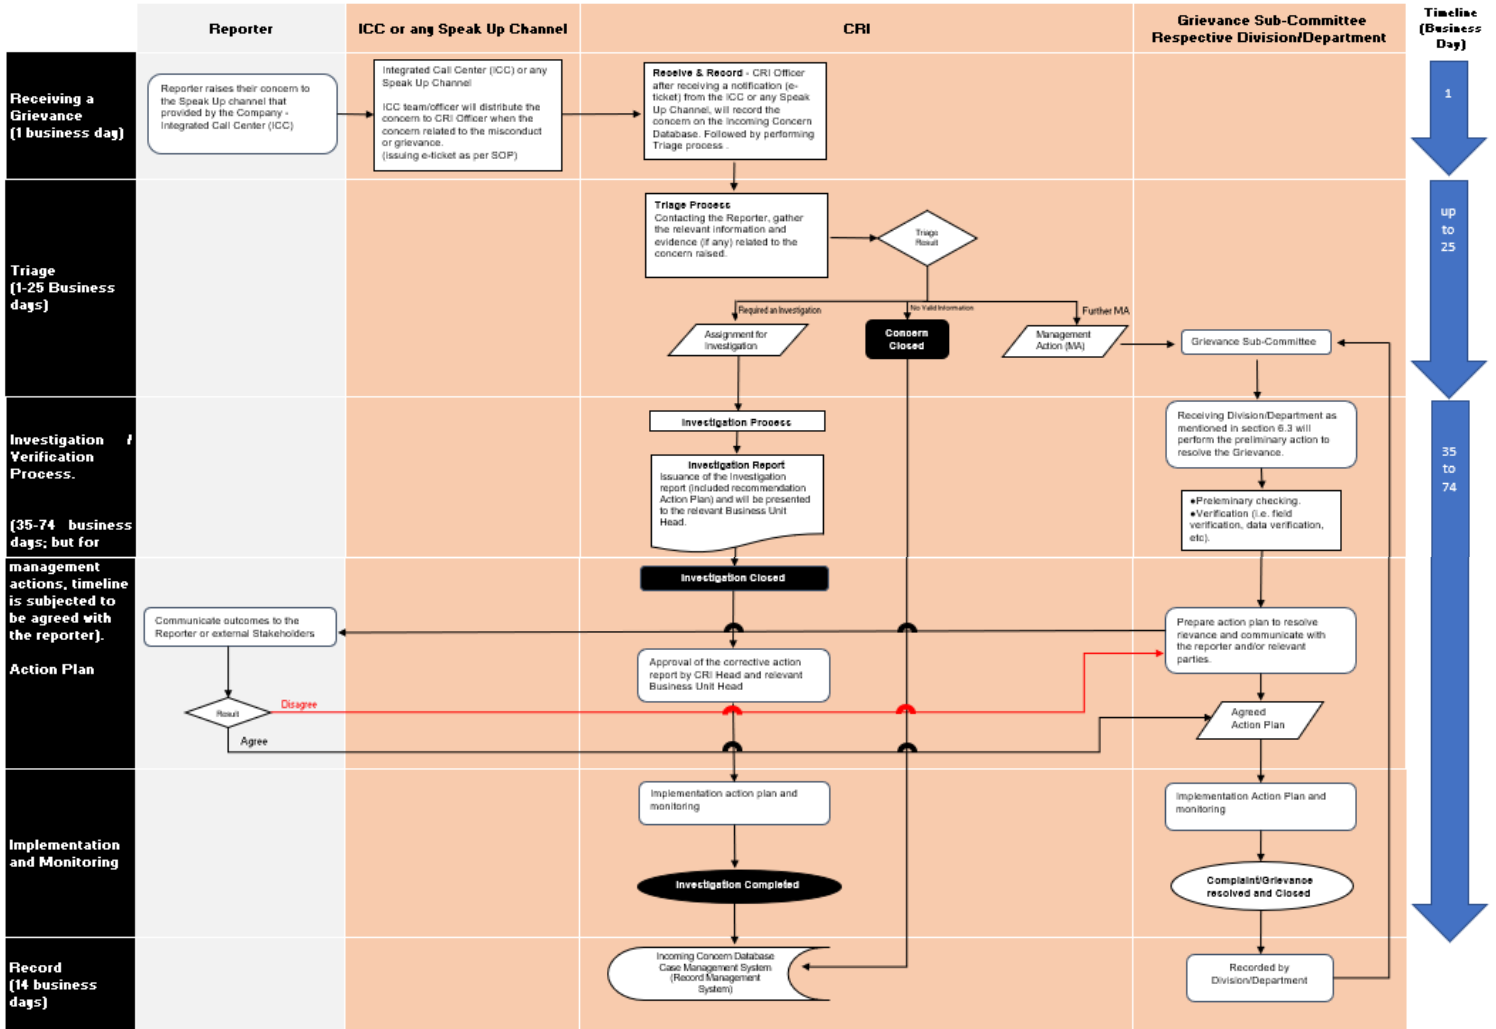 Reporter
ICC or any Speak Up Channel
CRI
Grievance Sub-Committee
Respective Division/Department
Timeline
(Business
Day)
Receiving a
Grievance
(1 business day)
Reporter raises their concern to
the Speak Up channel that
provided by the Company -
Integrated Call Center (ICC)
Integrated Call Center (ICC) or any
Speak Up Channel
ICC team/officer will distribute the
concern to CRI Officer when the
concern related to the misconduct
or grievance.
(issuing e-ticket as per SOP)
Receive & Record - CRI Officer
after receiving a notification (e-
ticket) from the ICC or any Speak
Up Channel, will record the
concern on the Incoming Concern
Database. Followed by performing
Triage process .
1
Triage
(1-25 Business
days)
Triage Process
Contacting the Reporter, gather
the relevant information and
evidence (if any) related to the
concern raised.
Triage
Result
up
to
25
Required an Investigation
No Valid Information
Further MA
Assignment for
Investigation
Concern
Closed
Management
Action (MA)
Grievance Sub-Committee
Investigation /
Verification
Process.
(35-74 business
days; but for
management
actions, timeline
is subjected to
be agreed with
the reporter).
Action Plan
Investigation Process
Investigation Report
Issuance of the Investigation
report (included recommendation
Action Plan) and will be presented
to the relevant Business Unit
Head.
Receiving Division/Department as
mentioned in section 6.3 will
perform the preliminary action to
resolve the Grievance.
●Preleminary checking.
●Verification (i.e. field
verification, data verification,
etc).
35
to
74
Investigation Closed
Communicate outcomes to the
Reporter or external Stakeholders
Approval of the corrective action
report by CRI Head and relevant
Business Unit Head
Prepare action plan to resolve
rievance and communicate with
the reporter and/or relevant
parties.
Result
Disagree
Agree
Agreed
Action Plan
Implementation
and Monitoring
Implementation action plan and
monitoring
Implementation Action Plan and
monitoring
Investigation Completed
Complaint/Grievance
resolved and Closed
Record
(14 business
days)
Incoming Concern Database
Case Management System
(Record Management
System)
Recorded by
Division/Department